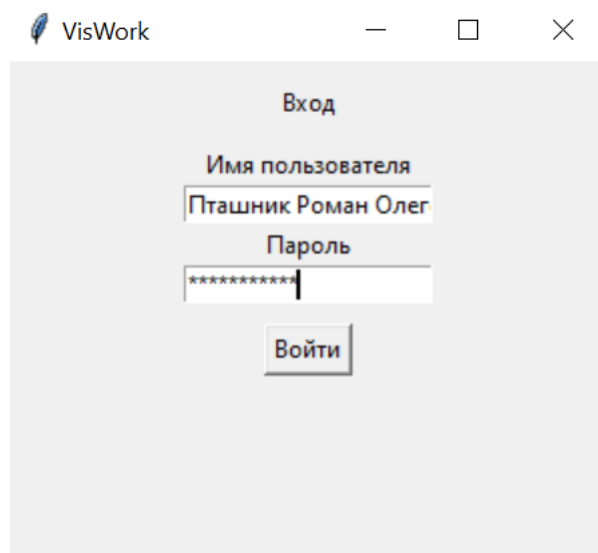 VisWork
Вход
Имя пользователя
Пташник Роман Олег
Пароль
***********
Войти